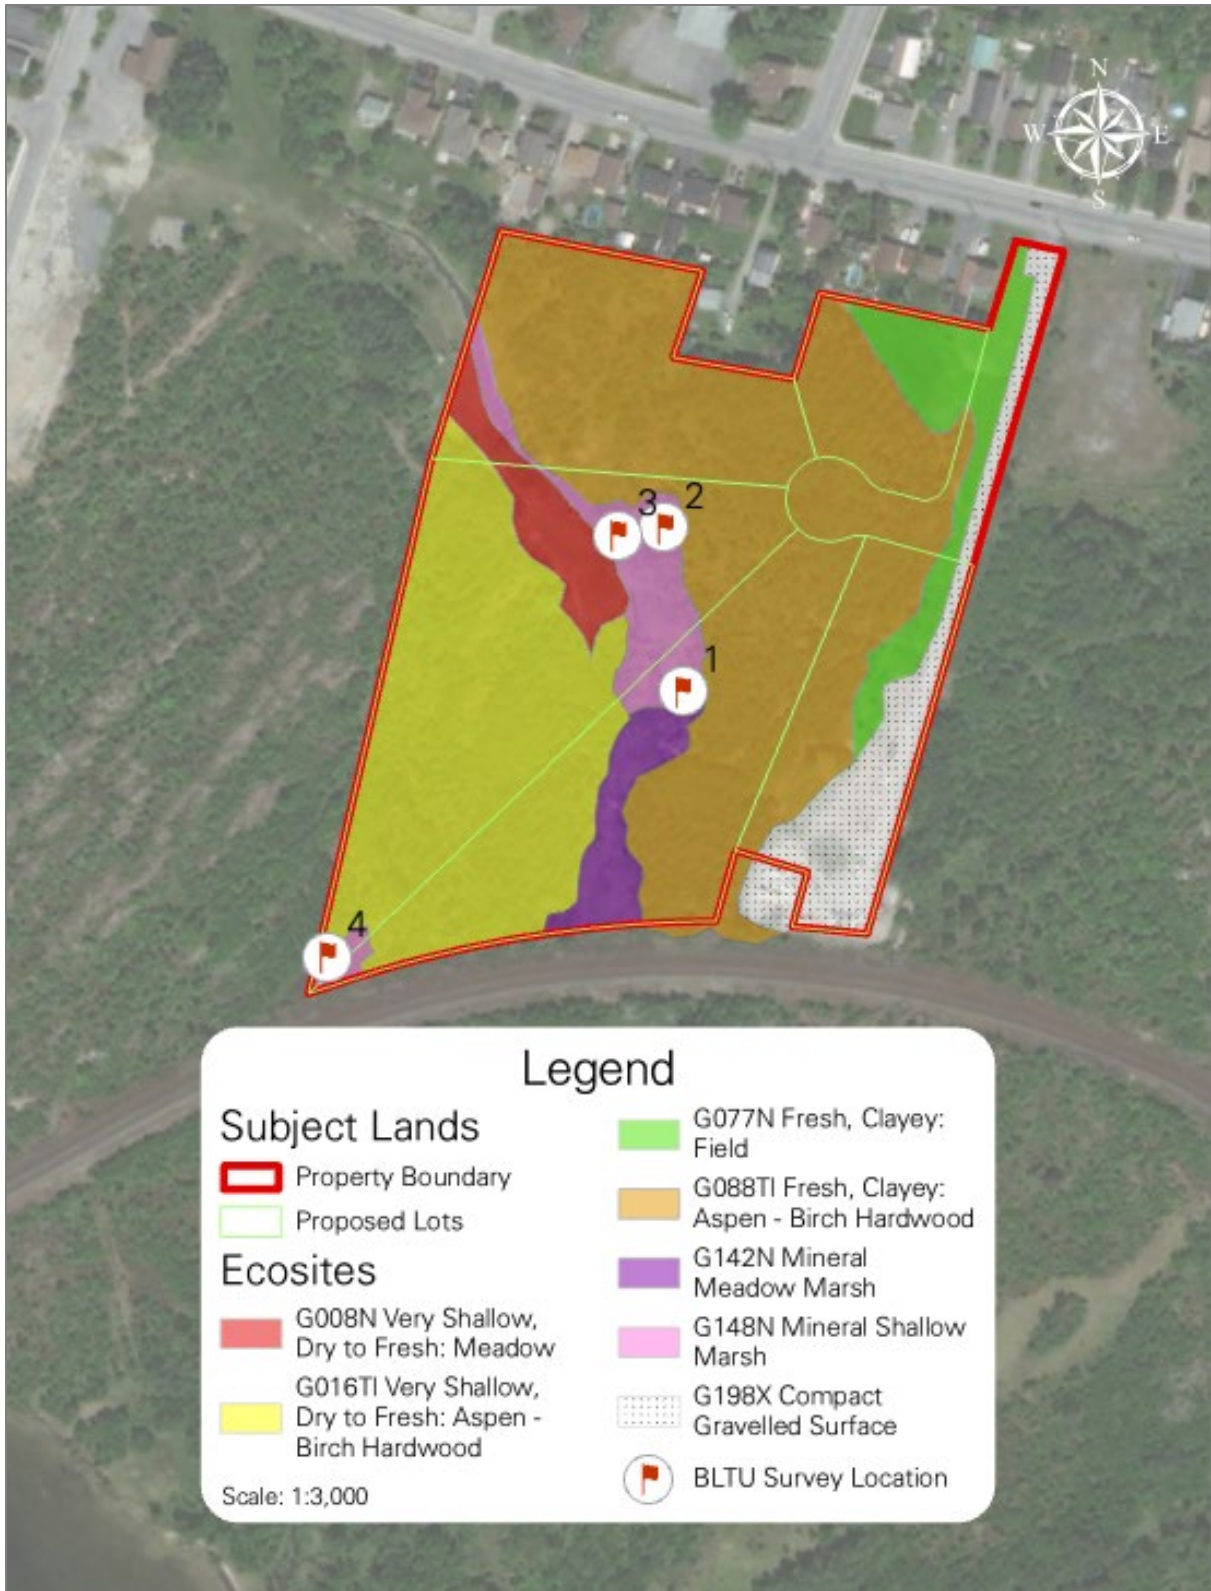 N
W
E
S
3
2
1
4
Legend
Subject Lands
Property Boundary
Proposed Lots
Ecosites
G008N Very Shallow,
Dry to Fresh: Meadow
G016TI Very Shallow,
Dry to Fresh: Aspen -
Birch Hardwood
Scale: 1:3,000
G077N Fresh, Clayey:
Field
G088TI Fresh, Clayey:
Aspen - Birch Hardwood
G142N Mineral
Meadow Marsh
G148N Mineral Shallow
Marsh
G198X Compact
Gravelled Surface
BLTU Survey Location